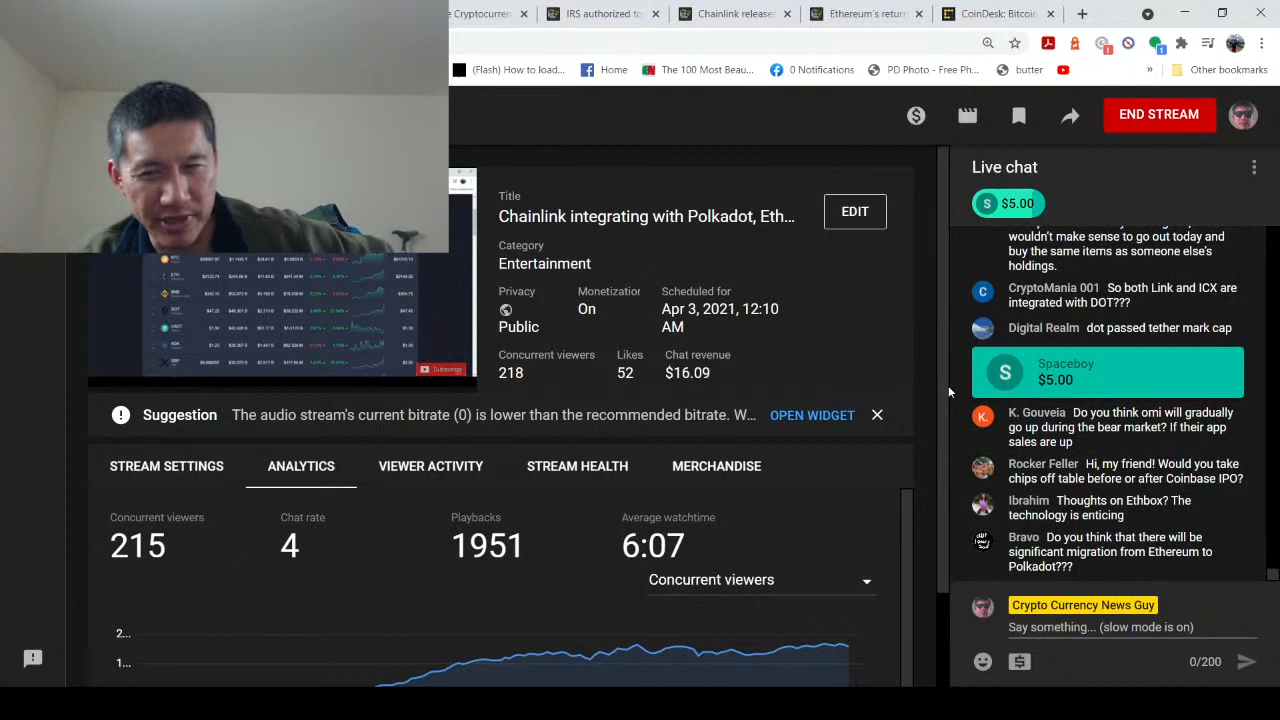 e Cryptocurren
IRS authorized to
Chainlink release
Ethereum's return
CoinDesk: Bitcoin
(Flash) How to load...
Home
The 100 Most Beau...
0 Notifications
PD Photo - Free Ph...
butter
»
Other bookmarks
END STREAM
Title
Chainlink integrating with Polkadot, Eth...
EDIT
Category
Entertainment
Privacy
Public
Monetization
On
Scheduled for
Apr 3, 2021, 12:10
AM
Concurrent viewers
218
Likes
52
Chat revenue
$16.09
Subscribe
Suggestion
The audio stream's current bitrate (0) is lower than the recommended bitrate. W...
OPEN WIDGET
STREAM SETTINGS
ANALYTICS
VIEWER ACTIVITY
STREAM HEALTH
MERCHANDISE
Concurrent viewers
215
Chat rate
4
Playbacks
1951
Average watchtime
6:07
Concurrent viewers
2...
1...
Live chat
S $5.00
wouldn't make sense to go out today and
buy the same items as someone else's
holdings.
C CryptoMania 001 So both Link and ICX are
integrated with DOT???
Digital Realm dot passed tether mark cap
S Spaceboy
$5.00
K. K. Gouveia Do you think omi will gradually
go up during the bear market? If their app
sales are up
Rocker Feller Hi, my friend! Would you take
chips off table before or after Coinbase IPO?
Ibrahim Thoughts on Ethbox? The
technology is enticing
Bravo Do you think that there will be
significant migration from Ethereum to
Polkadot???
Crypto Currency News Guy
Say something... (slow mode is on)
0/200